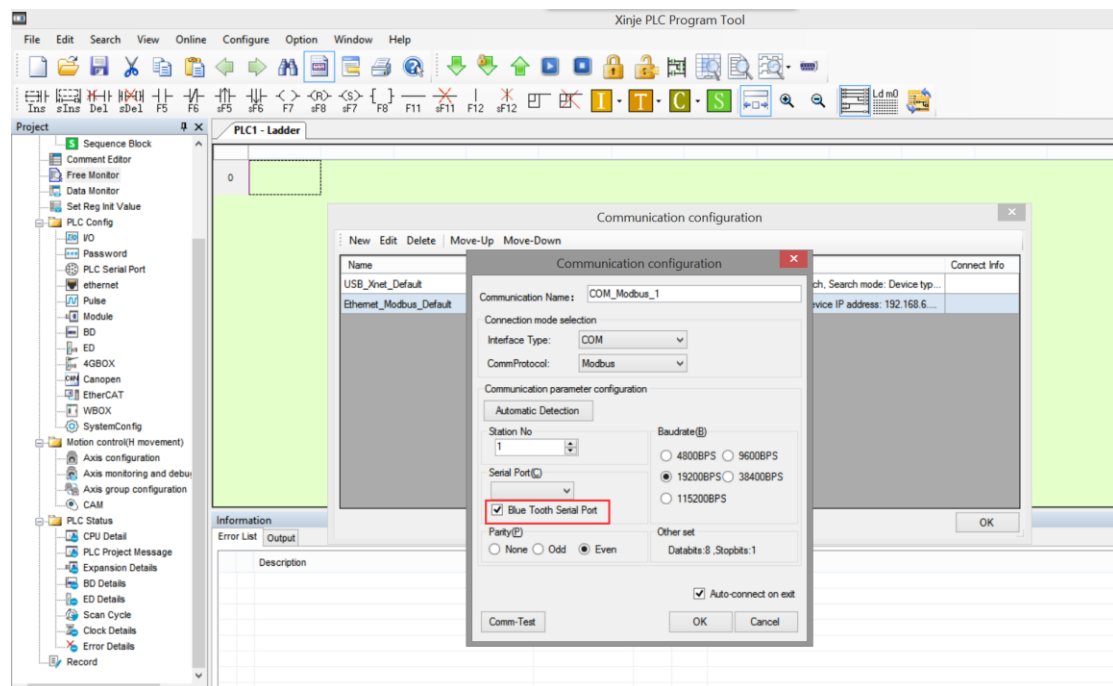 Xinje PLC Program Tool
File Edit Search View Online Configure Option Window Help
Ins sIns Del sDel F5 F6 sF5 sF6 F7 sF8 sF7 F8 F11 sF11 F12 sF12 I T C S Ld m0
Project
PLC1 - Ladder
0
Sequence Block
Comment Editor
Free Monitor
Data Monitor
Set Reg Init Value
PLC Config
I/O
Password
PLC Serial Port
ethernet
Pulse
Module
BD
ED
4GBOX
Canopen
EtherCAT
WBOX
SystemConfig
Motion control(H movement)
Axis configuration
Axis monitoring and debu
Axis group configuration
CAM
PLC Status
CPU Detail
PLC Project Message
Expansion Details
BD Details
ED Details
Scan Cycle
Clock Details
Error Details
Record
Communication configuration
New Edit Delete Move-Up Move-Down
Name Connect Info
USB_Xnet_Default ch, Search mode: Device typ...
Ethernet_Modbus_Default evice IP address: 192.168.6....
OK
Communication configuration
Communication Name: COM_Modbus_1
Connection mode selection
Interface Type: COM
CommProtocol: Modbus
Communication parameter configuration
Automatic Detection
Station No
1
Baudrate(B)
4800BPS 9600BPS
19200BPS 38400BPS
115200BPS
Serial Port(C)
Blue Tooth Serial Port
Parity(P)
None Odd Even
Other set
Databits:8 ,Stopbits:1
Auto-connect on exit
Comm-Test OK Cancel
Information
Error List Output
Description